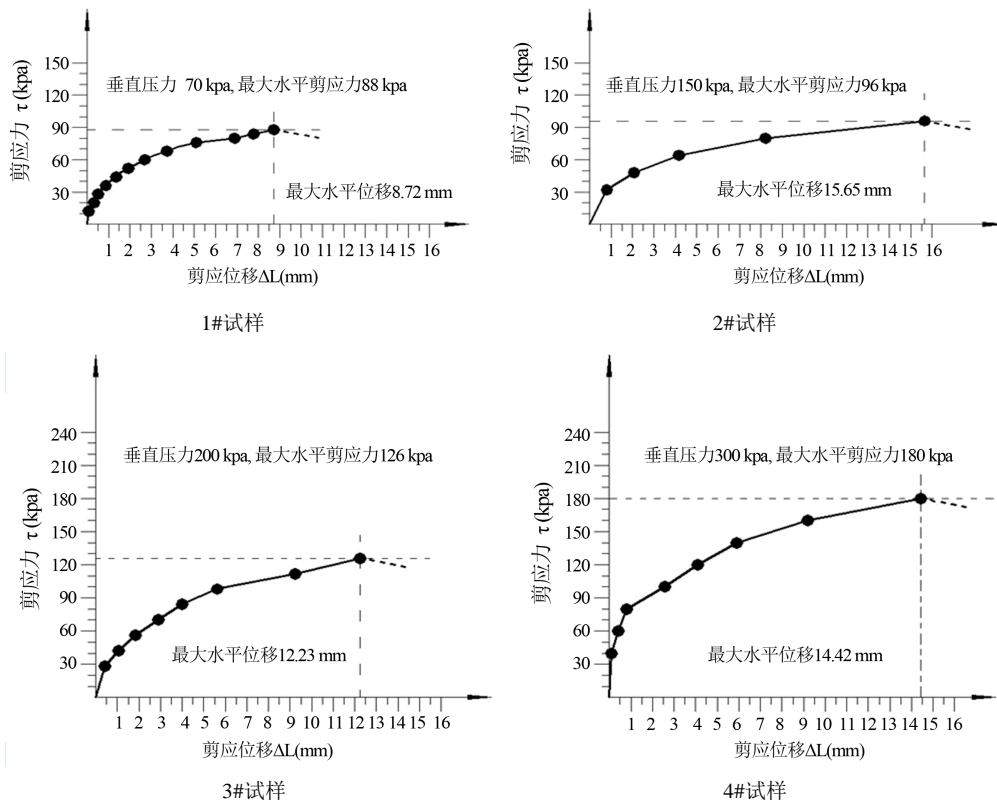 150
120
90
60
30
剪应力 τ (kpa)
垂直压力 70 kpa, 最大水平剪应力88 kpa
最大水平位移8.72 mm
1 2 3 4 5 6 7 8 9 10 11 12 13 14 15 16
剪应位移ΔL(mm)
1#试样
150
120
90
60
30
剪应力 τ (kpa)
垂直压力150 kpa, 最大水平剪应力96 kpa
最大水平位移15.65 mm
1 2 3 4 5 6 7 8 9 10 11 12 13 14 15 16
剪应位移ΔL(mm)
2#试样
240
210
180
150
120
90
60
30
剪应力 τ (kpa)
垂直压力200 kpa, 最大水平剪应力126 kpa
最大水平位移12.23 mm
1 2 3 4 5 6 7 8 9 10 11 12 13 14 15 16
剪应位移ΔL(mm)
3#试样
240
210
180
150
120
90
60
30
剪应力 τ (kpa)
垂直压力300 kpa, 最大水平剪应力180 kpa
最大水平位移14.42 mm
1 2 3 4 5 6 7 8 9 10 11 12 13 14 15 16
剪应位移ΔL(mm)
4#试样